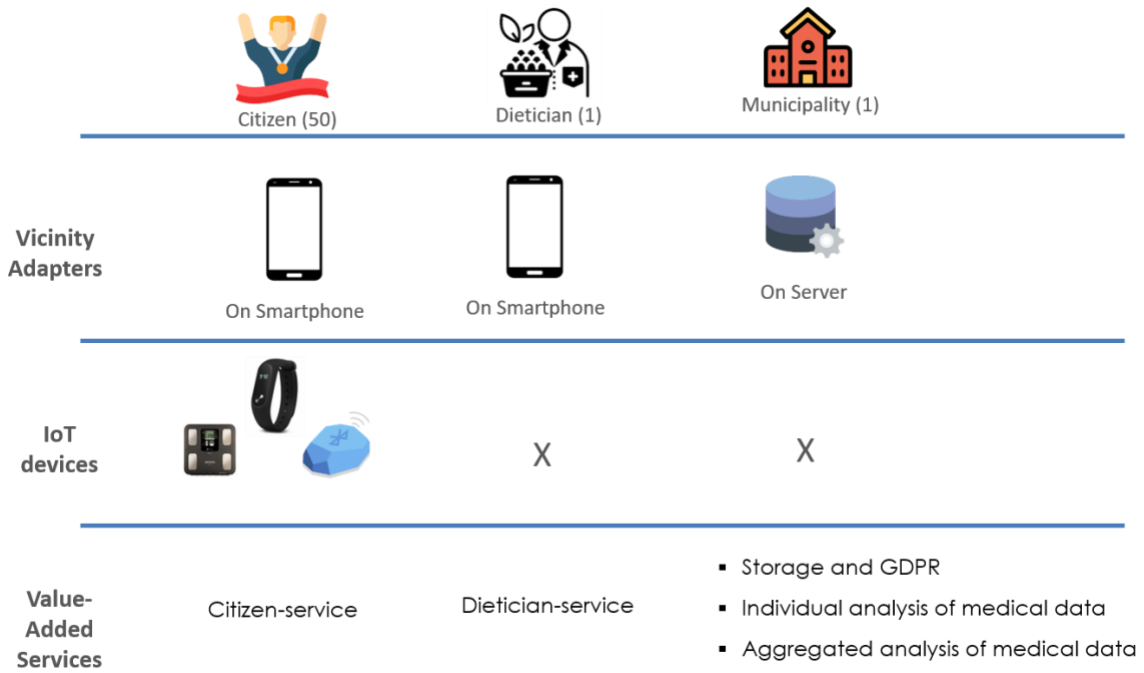 Citizen (50)
Dietician (1)
Municipality (1)
Vicinity
Adapters
On Smartphone
On Smartphone
On Server
IoT
devices
X
X
Value-
Added
Services
Citizen-service
Dietician-service
▪ Storage and GDPR
▪ Individual analysis of medical data
▪ Aggregated analysis of medical data